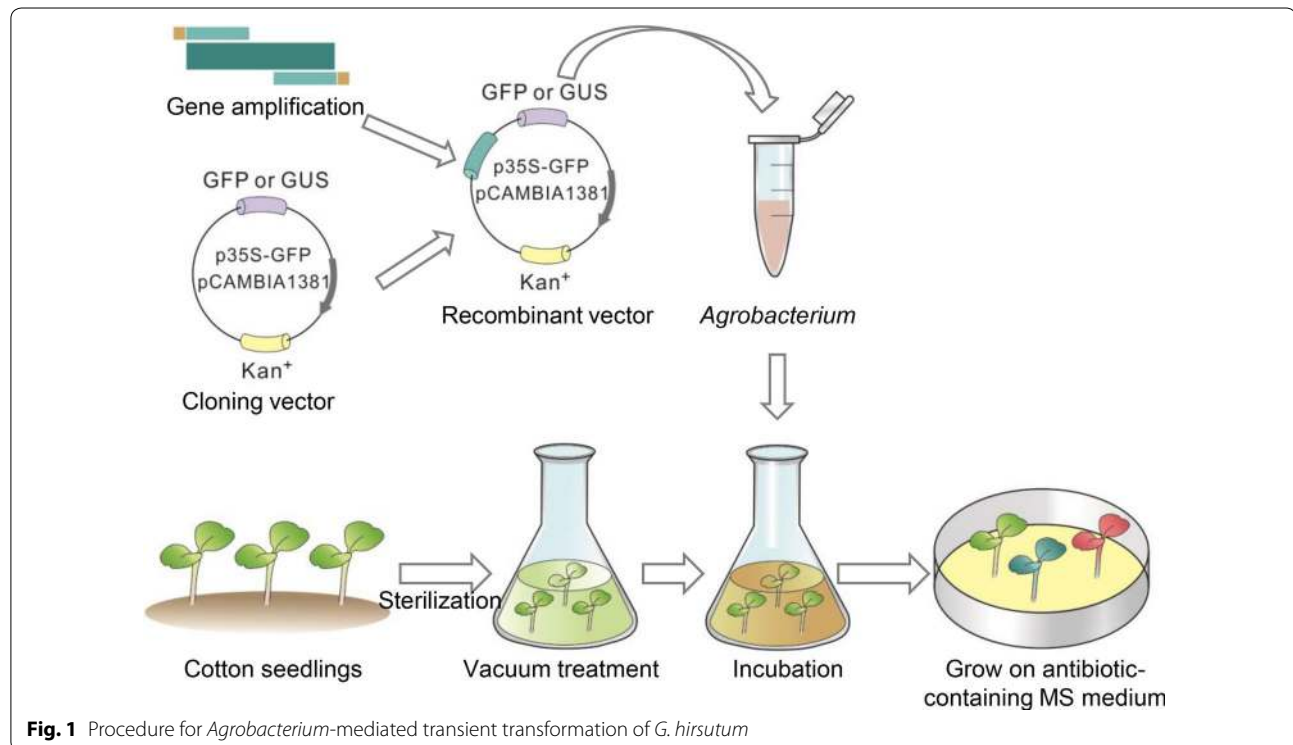 Gene amplification
GFP or GUS
p35S-GFP
pCAMBIA1381
Kan⁺
Cloning vector
GFP or GUS
p35S-GFP
pCAMBIA1381
Kan⁺
Recombinant vector
Agrobacterium
Cotton seedlings
Sterilization
Vacuum treatment
Incubation
Grow on antibiotic-
containing MS medium
Fig. 1 Procedure for Agrobacterium-mediated transient transformation of G. hirsutum